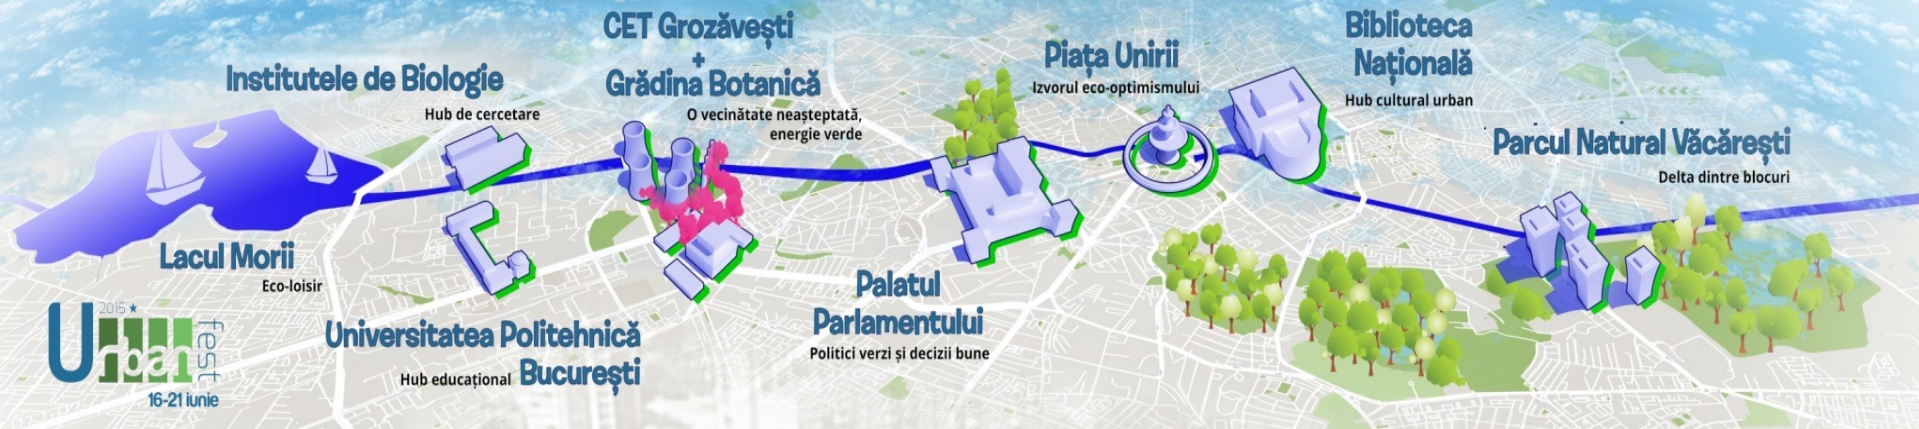 Institutele de Biologie
Hub de cercetare
CET Grozăvești
+
Grădina Botanică
O vecinătate neașteptată,
energie verde
Piața Unirii
Izvorul eco-optimismului
Biblioteca
Națională
Hub cultural urban
Parcul Natural Văcărești
Delta dintre blocuri
Lacul Morii
Eco-loisir
Universitatea Politehnică
Hub educațional București
Palatul
Parlamentului
Politici verzi și decizii bune
2015
Urban
fest
16-21 iunie